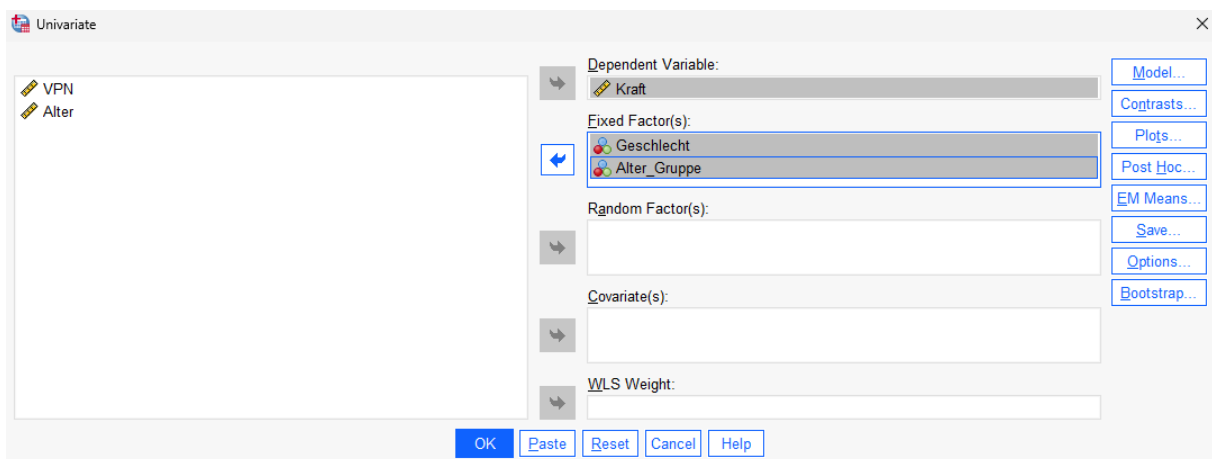 Univariate
VPN
Alter
Dependent Variable:
Kraft
Fixed Factor(s):
Geschlecht
Alter_Gruppe
Random Factor(s):
Covariate(s):
WLS Weight:
Model...
Contrasts...
Plots...
Post Hoc...
EM Means...
Save...
Options...
Bootstrap...
OK Paste Reset Cancel Help